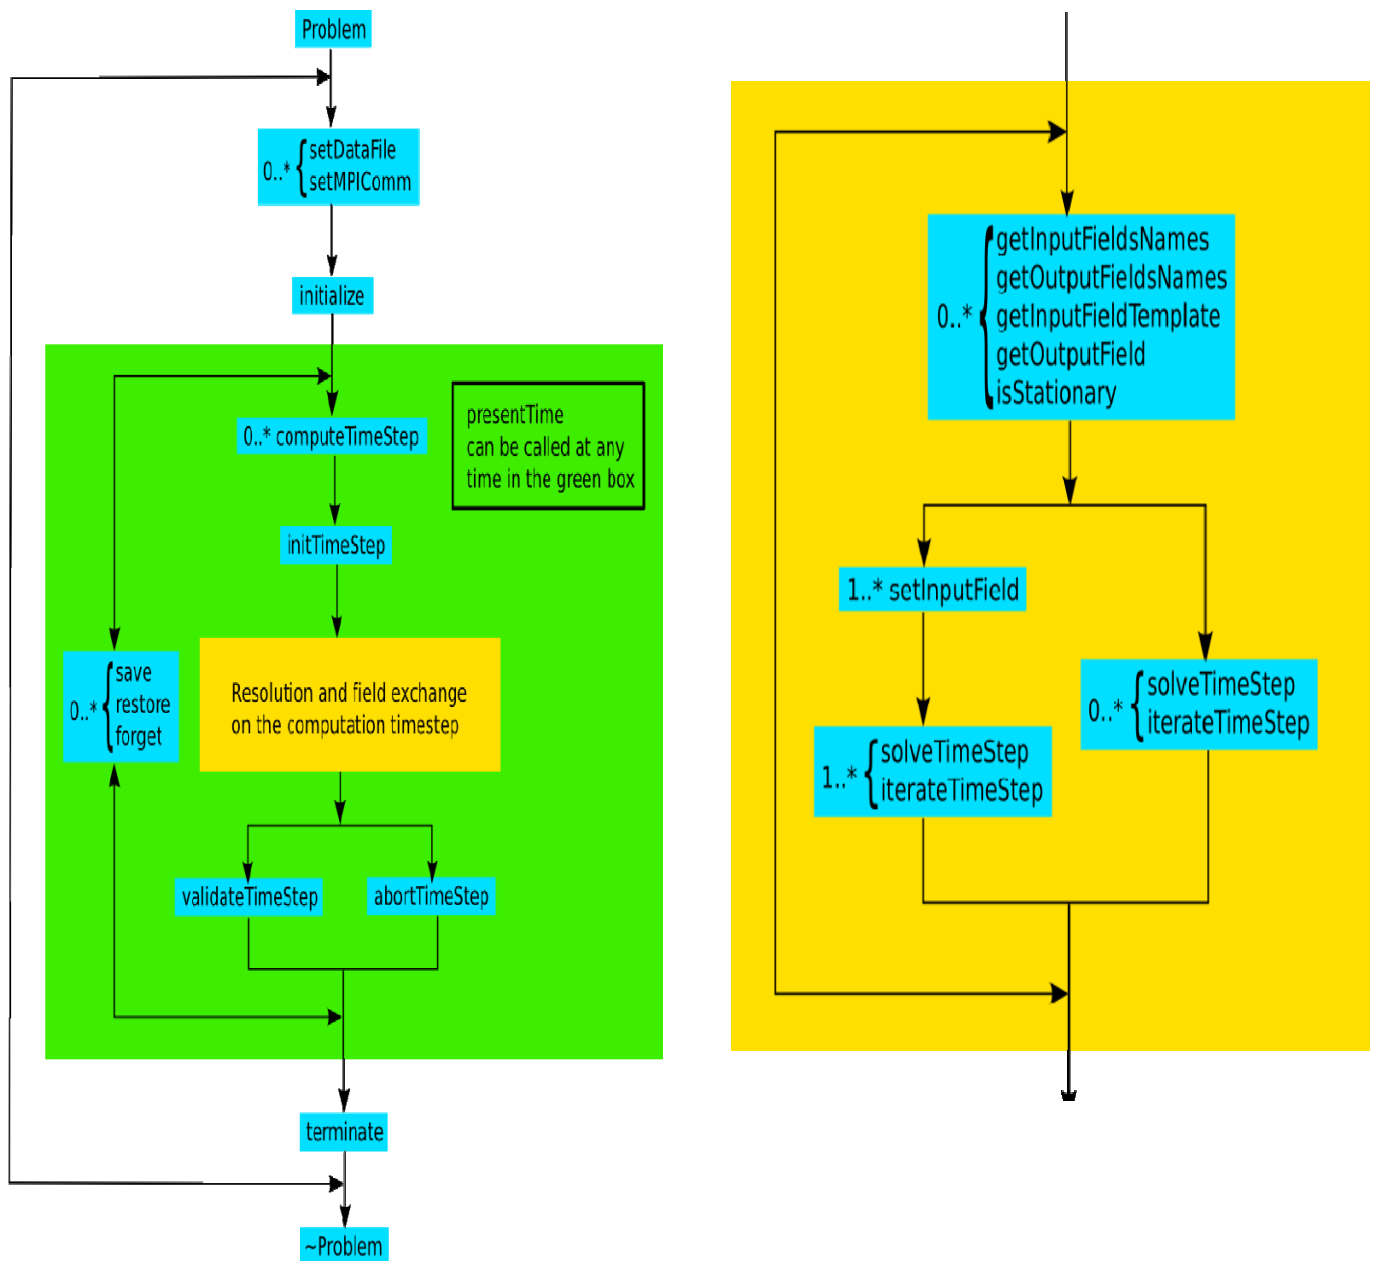 Problem
0..*
setDataFile
setMPIComm
initialize
0..* computeTimeStep
presentTime
can be called at any
time in the green box
initTimeStep
0..*
save
restore
forget
Resolution and field exchange
on the computation timestep
validateTimeStep
abortTimeStep
terminate
~Problem
0..*
getInputFieldsNames
getOutputFieldsNames
getInputFieldTemplate
getOutputField
isStationary
1..* setInputField
1..*
solveTimeStep
iterateTimeStep
0..*
solveTimeStep
iterateTimeStep